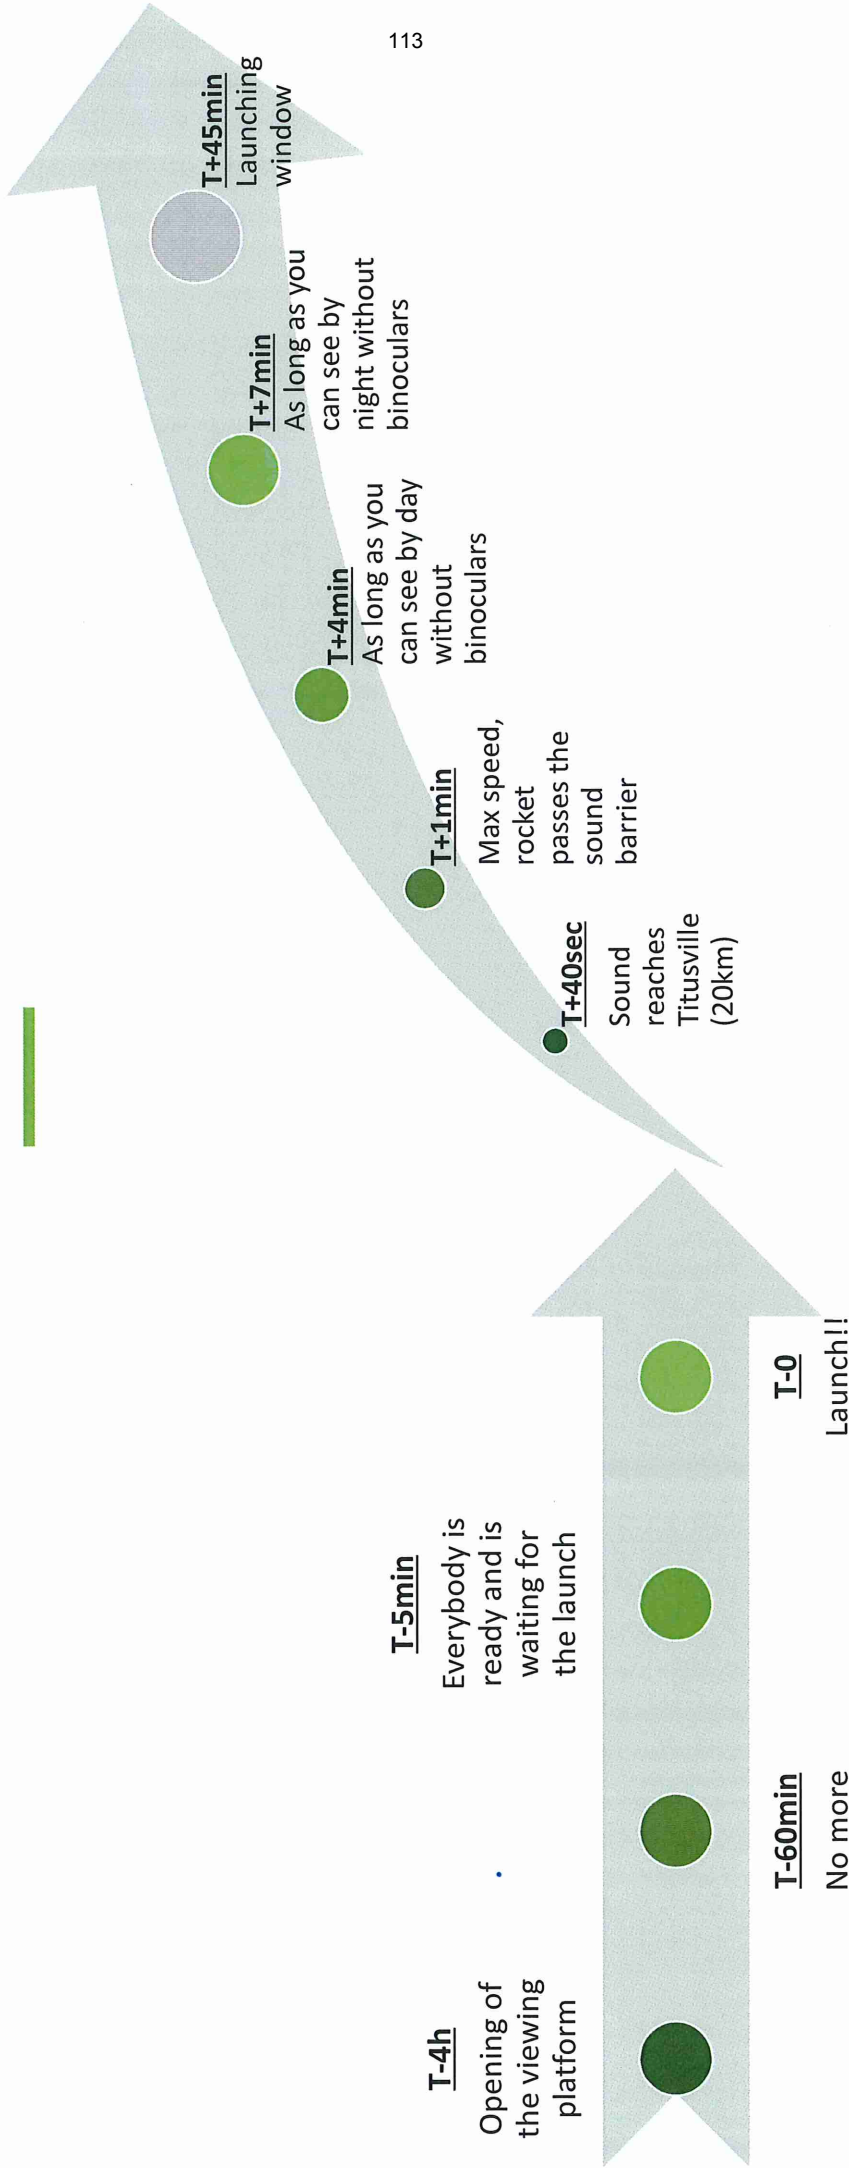 113
T-4h
Opening of
the viewing
platform
T-60min
No more
T-5min
Everybody is
ready and is
waiting for
the launch
T-0
Launch!!
T+40sec
Sound
reaches
Titusville
(20km)
T+1min
Max speed,
rocket
passes the
sound
barrier
T+4min
As long as you
can see by day
without
binoculars
T+7min
As long as you
can see by
night without
binoculars
T+45min
Launching
window